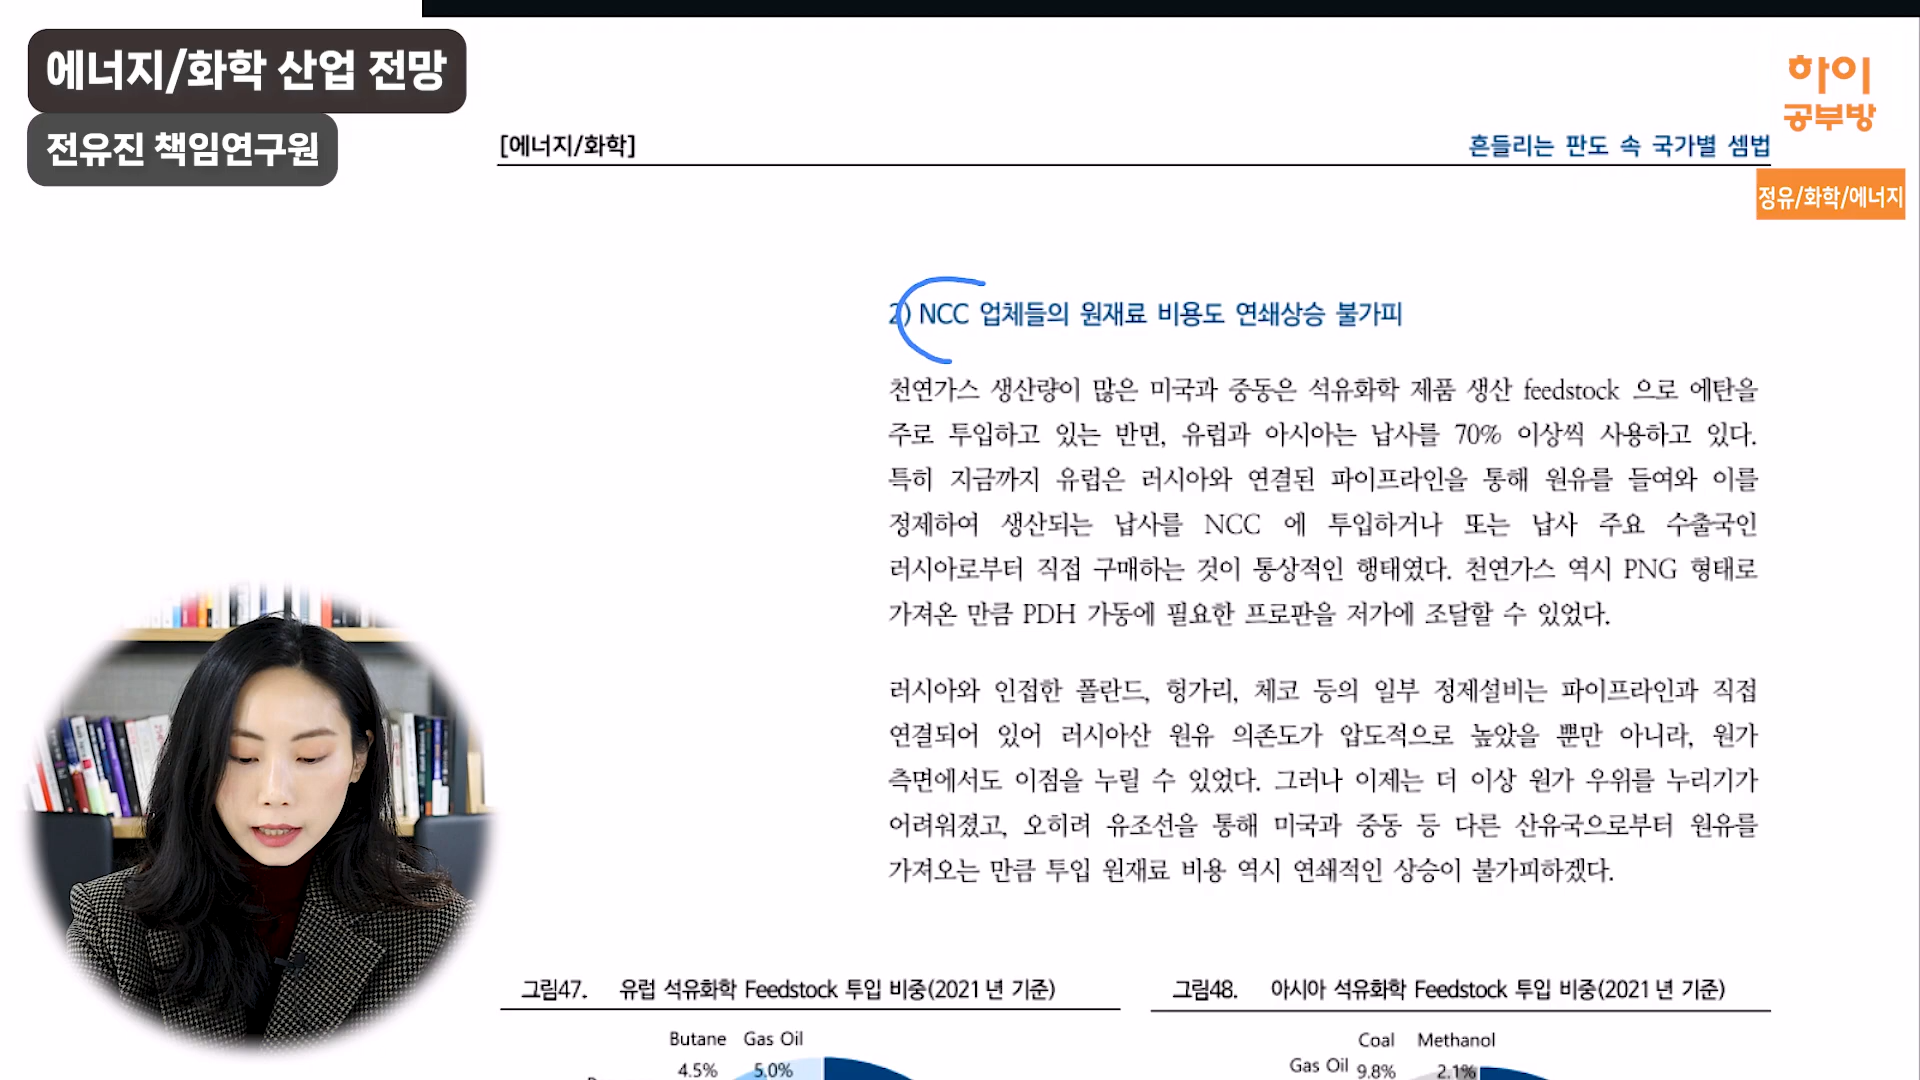 에너지/화학 산업 전망
전유진 책임연구원
하이
공부방
[에너지/화학]
흔들리는 판도 속 국가별 셈법
정유/화학/에너지
2) NCC 업체들의 원재료 비용도 연쇄상승 불가피
천연가스 생산량이 많은 미국과 중동은 석유화학 제품 생산 feedstock 으로 에탄을
주로 투입하고 있는 반면, 유럽과 아시아는 납사를 70% 이상씩 사용하고 있다.
특히 지금까지 유럽은 러시아와 연결된 파이프라인을 통해 원유를 들여와 이를
정제하여 생산되는 납사를 NCC 에 투입하거나 또는 납사 주요 수출국인
러시아로부터 직접 구매하는 것이 통상적인 행태였다. 천연가스 역시 PNG 형태로
가져온 만큼 PDH 가동에 필요한 프로판을 저가에 조달할 수 있었다.
러시아와 인접한 폴란드, 헝가리, 체코 등의 일부 정제설비는 파이프라인과 직접
연결되어 있어 러시아산 원유 의존도가 압도적으로 높았을 뿐만 아니라, 원가
측면에서도 이점을 누릴 수 있었다. 그러나 이제는 더 이상 원가 우위를 누리기가
어려워졌고, 오히려 유조선을 통해 미국과 중동 등 다른 산유국으로부터 원유를
가져오는 만큼 투입 원재료 비용 역시 연쇄적인 상승이 불가피하겠다.
그림47. 유럽 석유화학 Feedstock 투입 비중(2021년 기준)
그림48. 아시아 석유화학 Feedstock 투입 비중(2021년 기준)
Butane Gas Oil
4.5% 5.0%
Coal Methanol
Gas Oil 9.8% 2.1%